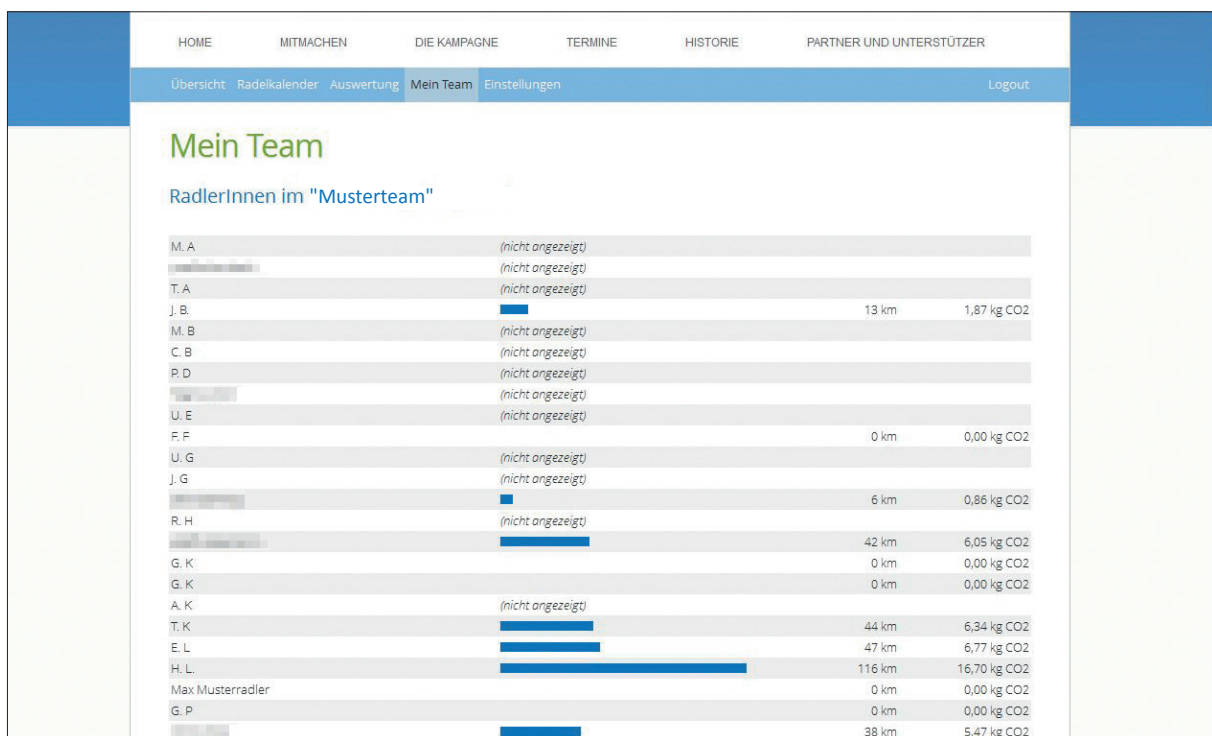 HOME MITMACHEN DIE KAMPAGNE TERMINE HISTORIE PARTNER UND UNTERSTÜTZER
Übersicht Radelkalender Auswertung Mein Team Einstellungen Logout
Mein Team
RadlerInnen im "Musterteam"
M. A (nicht angezeigt)
(nicht angezeigt)
T. A (nicht angezeigt)
J. B. 13 km 1,87 kg CO2
M. B (nicht angezeigt)
C. B (nicht angezeigt)
P. D (nicht angezeigt)
(nicht angezeigt)
U. E (nicht angezeigt)
F. F 0 km 0,00 kg CO2
U. G (nicht angezeigt)
J. G (nicht angezeigt)
6 km 0,86 kg CO2
R. H (nicht angezeigt)
42 km 6,05 kg CO2
G. K 0 km 0,00 kg CO2
G. K 0 km 0,00 kg CO2
A. K (nicht angezeigt)
T. K 44 km 6,34 kg CO2
E. L 47 km 6,77 kg CO2
H. L. 116 km 16,70 kg CO2
Max Musterradler 0 km 0,00 kg CO2
G. P 0 km 0,00 kg CO2
38 km 5,47 kg CO2